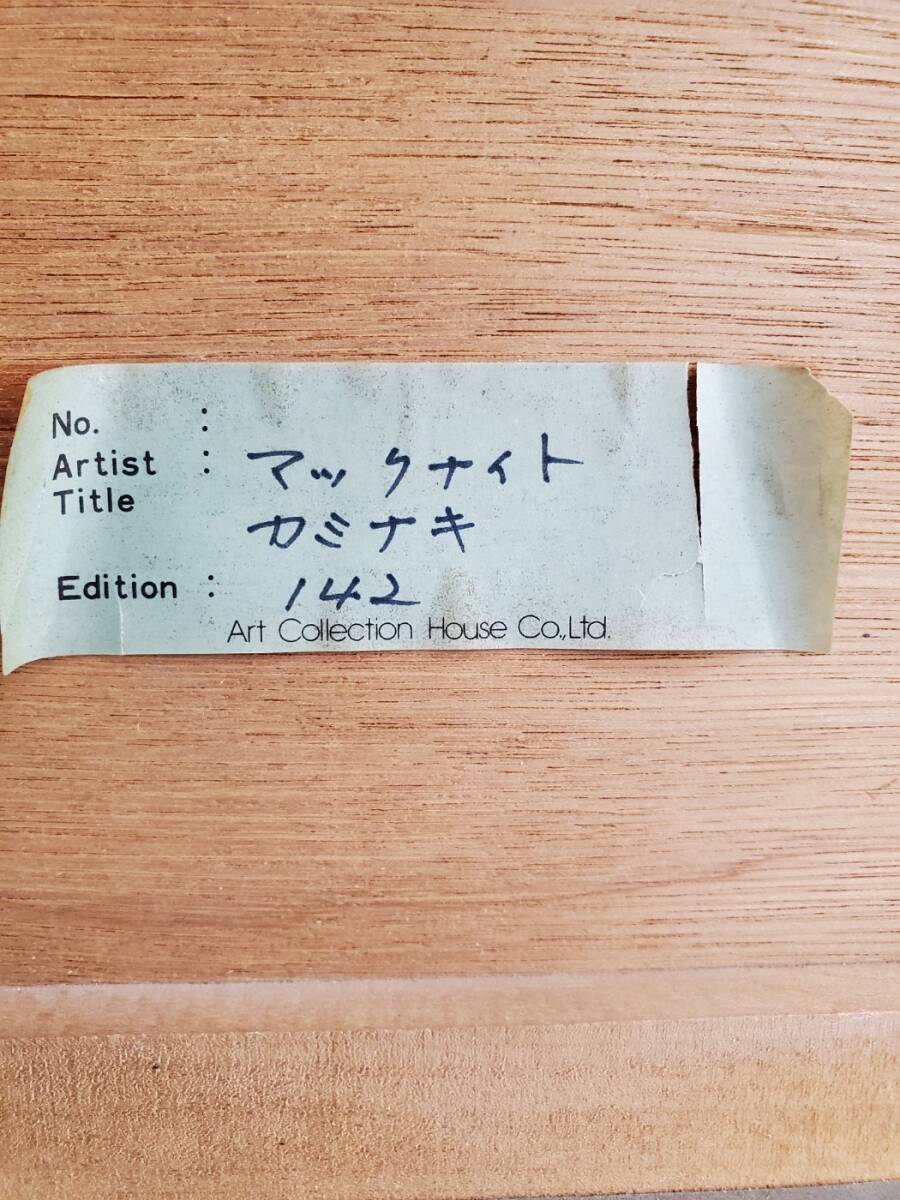 No. :
Artist : マックナイト
Title カミナキ
Edition : 142
Art Collection House Co.,Ltd.